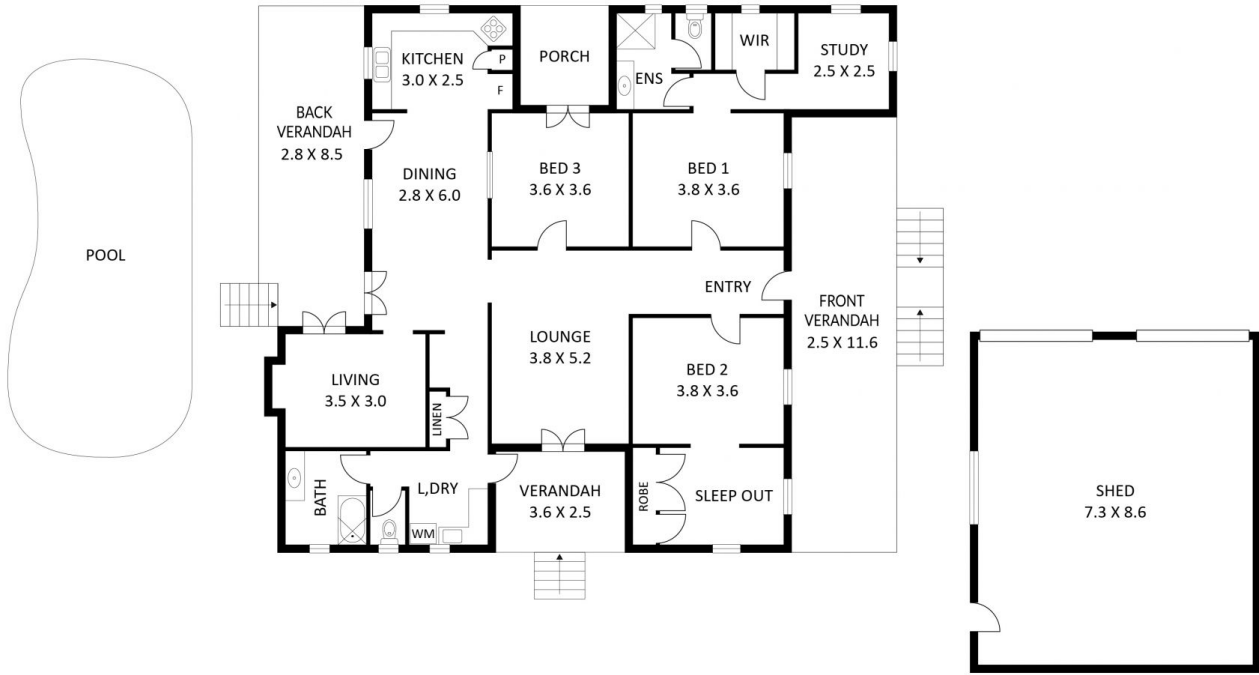 KITCHEN
3.0 X 2.5
P
F
PORCH
ENS
WIR
STUDY
2.5 X 2.5
BACK
VERANDAH
2.8 X 8.5
DINING
2.8 X 6.0
BED 3
3.6 X 3.6
BED 1
3.8 X 3.6
POOL
ENTRY
FRONT
VERANDAH
2.5 X 11.6
LOUNGE
3.8 X 5.2
BED 2
3.8 X 3.6
LIVING
3.5 X 3.0
LINEN
BATH
L,DRY
WM
VERANDAH
3.6 X 2.5
ROBE
SLEEP OUT
SHED
7.3 X 8.6